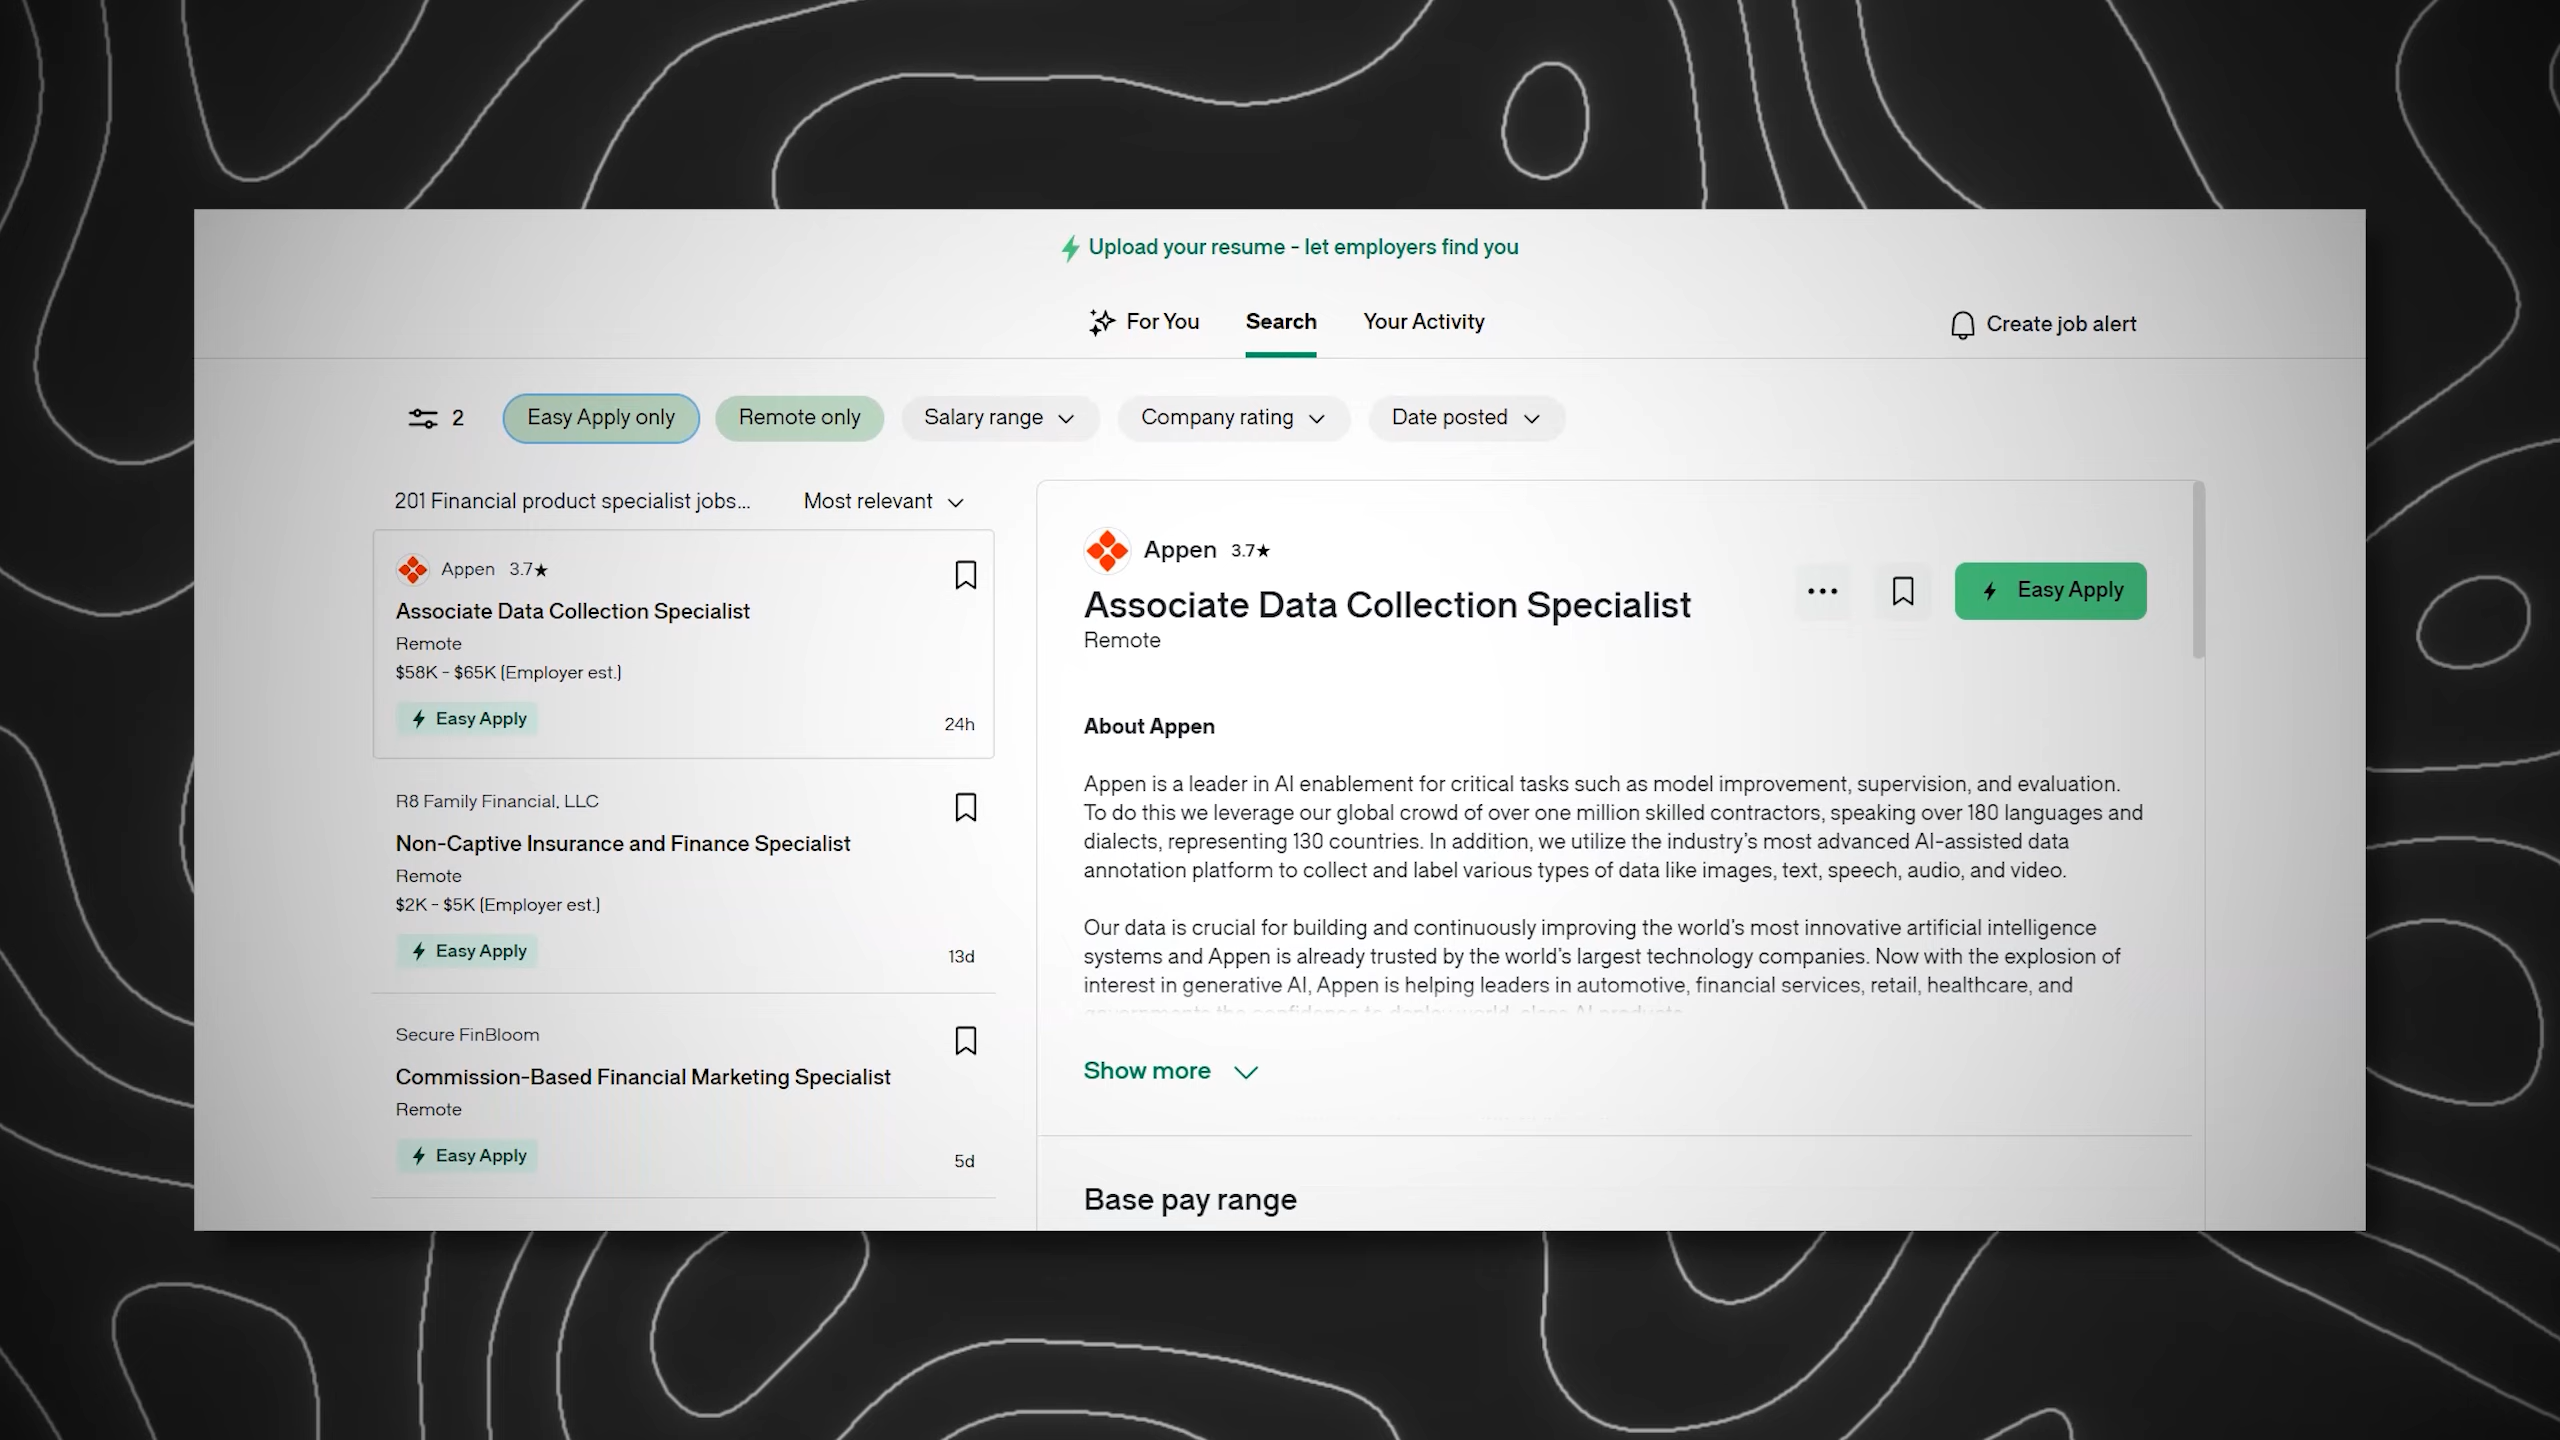 Upload your resume - let employers find you
For You
Search
Your Activity
Create job alert
2
Easy Apply only
Remote only
Salary range
Company rating
Date posted
201 Financial product specialist jobs...
Most relevant
Appen 3.7★
Associate Data Collection Specialist
Remote
$58K - $65K (Employer est.)
Easy Apply
24h
R8 Family Financial, LLC
Non-Captive Insurance and Finance Specialist
Remote
$2K - $5K (Employer est.)
Easy Apply
13d
Secure FinBloom
Commission-Based Financial Marketing Specialist
Remote
Easy Apply
5d
Appen 3.7★
Associate Data Collection Specialist
Remote
Easy Apply
About Appen
Appen is a leader in AI enablement for critical tasks such as model improvement, supervision, and evaluation.
To do this we leverage our global crowd of over one million skilled contractors, speaking over 180 languages and
dialects, representing 130 countries. In addition, we utilize the industry's most advanced AI-assisted data
annotation platform to collect and label various types of data like images, text, speech, audio, and video.
Our data is crucial for building and continuously improving the world's most innovative artificial intelligence
systems and Appen is already trusted by the world's largest technology companies. Now with the explosion of
interest in generative AI, Appen is helping leaders in automotive, financial services, retail, healthcare, and
governments the confidence to deploy world-class AI products.
Show more
Base pay range